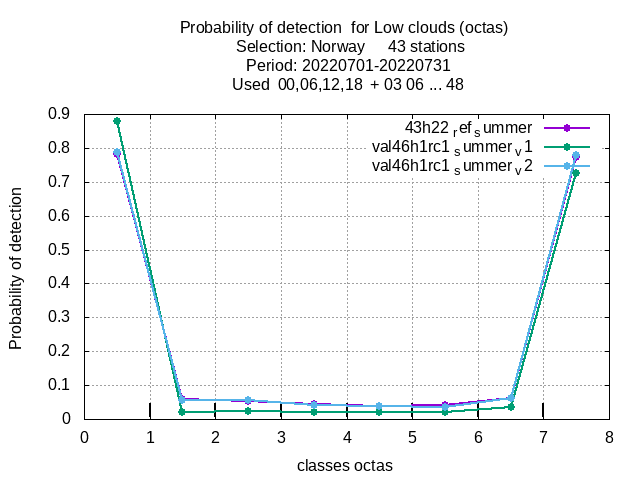 Probability of detection for Low clouds (octas)
Selection: Norway 43 stations
Period: 20220701-20220731
Used 00,06,12,18 + 03 06 ... 48
43h22 ref summer
val46h1rc1 summer v1
val46h1rc1 summer v2
Probability of detection
0.9
0.8
0.7
0.6
0.5
0.4
0.3
0.2
0.1
0
0 1 2 3 4 5 6 7 8
classes octas